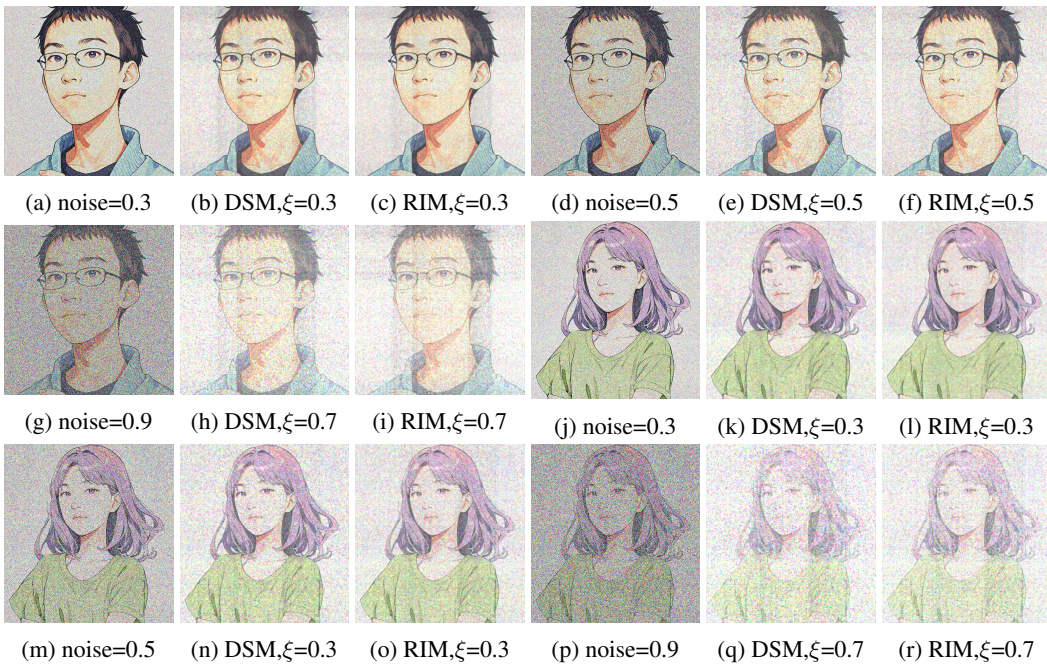 (a) noise=0.3 (b) DSM,ξ=0.3 (c) RIM,ξ=0.3 (d) noise=0.5 (e) DSM,ξ=0.5 (f) RIM,ξ=0.5
(g) noise=0.9 (h) DSM,ξ=0.7 (i) RIM,ξ=0.7 (j) noise=0.3 (k) DSM,ξ=0.3 (l) RIM,ξ=0.3
(m) noise=0.5 (n) DSM,ξ=0.3 (o) RIM,ξ=0.3 (p) noise=0.9 (q) DSM,ξ=0.7 (r) RIM,ξ=0.7